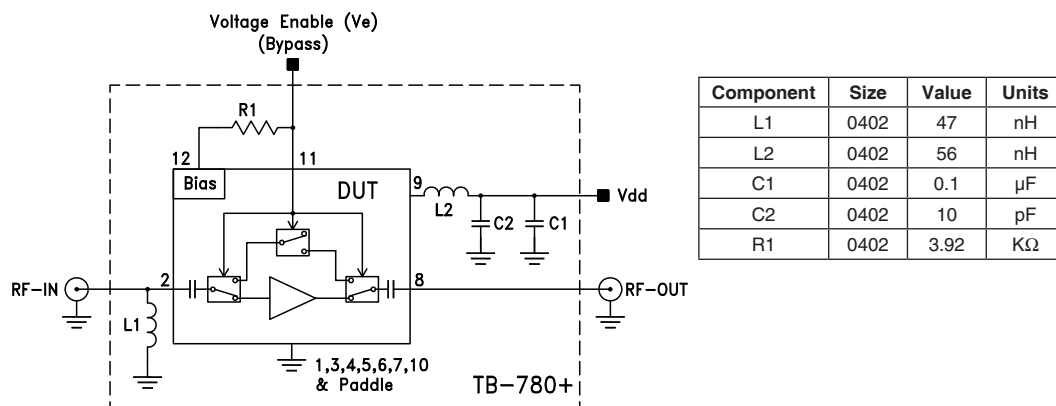 Voltage Enable (Ve)
(Bypass)
R1
12
11
Bias
DUT
9
L2
Vdd
C2
C1
2
8
RF-IN
RF-OUT
L1
1,3,4,5,6,7,10
& Paddle
TB-780+
Component Size Value Units
L1 0402 47 nH
L2 0402 56 nH
C1 0402 0.1 µF
C2 0402 10 pF
R1 0402 3.92 KΩ